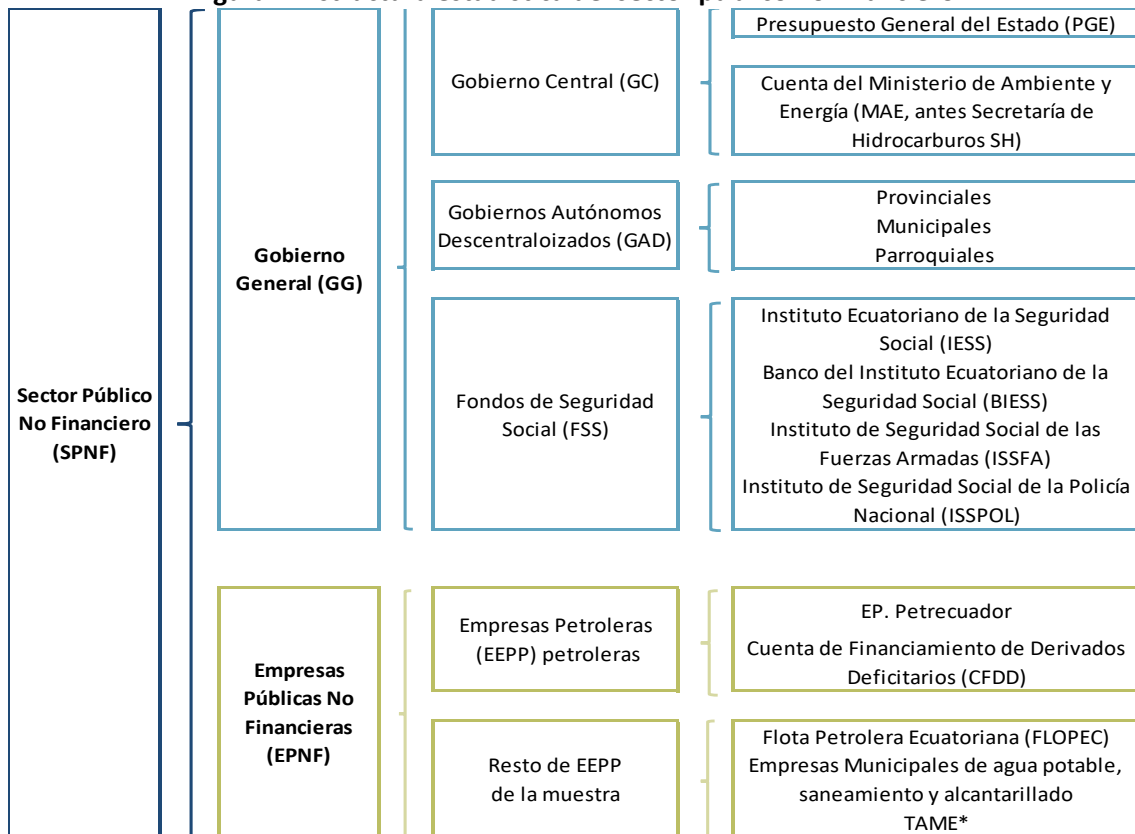 Sector Público
No Financiero
(SPNF)
Gobierno
General (GG)
Gobierno Central (GC)
Presupuesto General del Estado (PGE)
Cuenta del Ministerio de Ambiente y
Energía (MAE, antes Secretaría de
Hidrocarburos SH)
Gobiernos Autónomos
Descentraloizados (GAD)
Provinciales
Municipales
Parroquiales
Fondos de Seguridad
Social (FSS)
Instituto Ecuatoriano de la Seguridad
Social (IESS)
Banco del Instituto Ecuatoriano de la
Seguridad Social (BIESS)
Instituto de Seguridad Social de las
Fuerzas Armadas (ISSFA)
Instituto de Seguridad Social de la Policía
Nacional (ISSPOL)
Empresas
Públicas No
Financieras
(EPNF)
Empresas Petroleras
(EEPP) petroleras
EP. Petrecuador
Cuenta de Financiamiento de Derivados
Deficitarios (CFDD)
Resto de EEPP
de la muestra
Flota Petrolera Ecuatoriana (FLOPEC)
Empresas Municipales de agua potable,
saneamiento y alcantarillado
TAME*